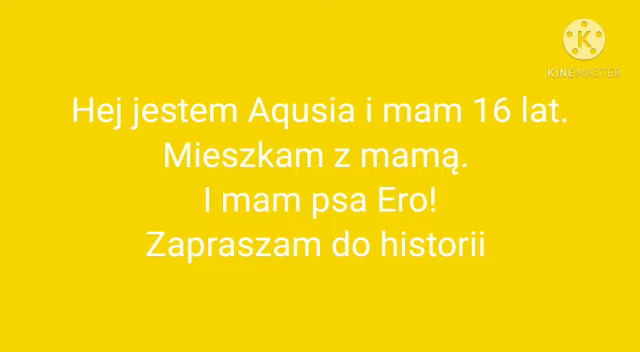 K
KINEMASTER
Hej jestem Aqusia i mam 16 lat.
Mieszkam z mamą.
I mam psa Ero!
Zapraszam do historii